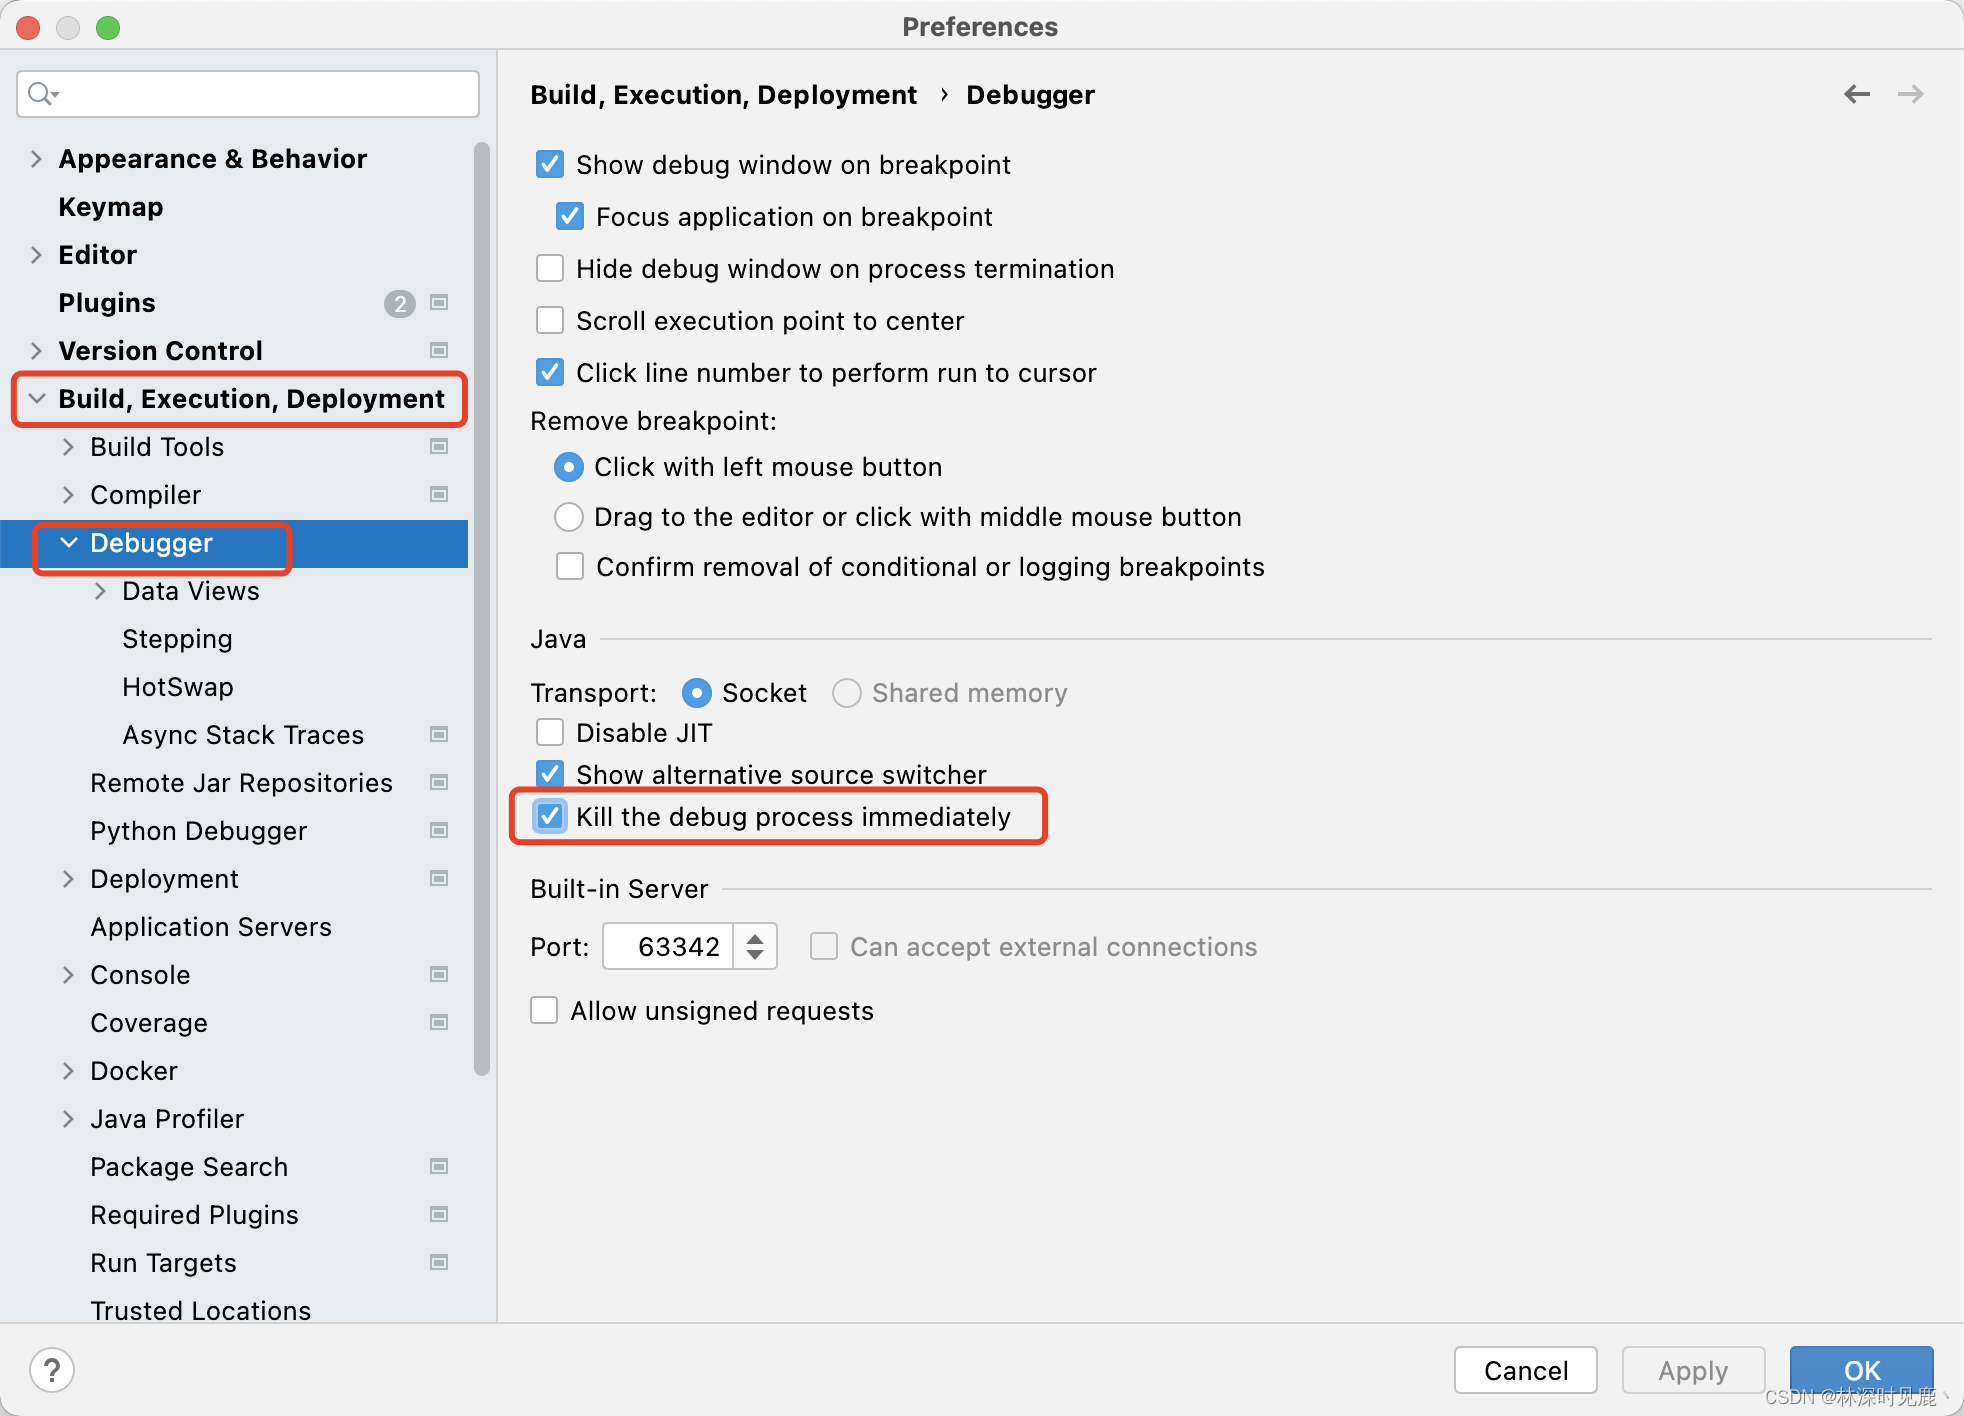 Preferences
Appearance & Behavior
Keymap
Editor
Plugins 2
Version Control
Build, Execution, Deployment
Build Tools
Compiler
Debugger
Data Views
Stepping
HotSwap
Async Stack Traces
Remote Jar Repositories
Python Debugger
Deployment
Application Servers
Console
Coverage
Docker
Java Profiler
Package Search
Required Plugins
Run Targets
Trusted Locations
Build, Execution, Deployment › Debugger
Show debug window on breakpoint
Focus application on breakpoint
Hide debug window on process termination
Scroll execution point to center
Click line number to perform run to cursor
Remove breakpoint:
Click with left mouse button
Drag to the editor or click with middle mouse button
Confirm removal of conditional or logging breakpoints
Java
Transport: Socket Shared memory
Disable JIT
Show alternative source switcher
Kill the debug process immediately
Built-in Server
Port: 63342 Can accept external connections
Allow unsigned requests
? Cancel Apply OK
CSDN @林深时见鹿丶